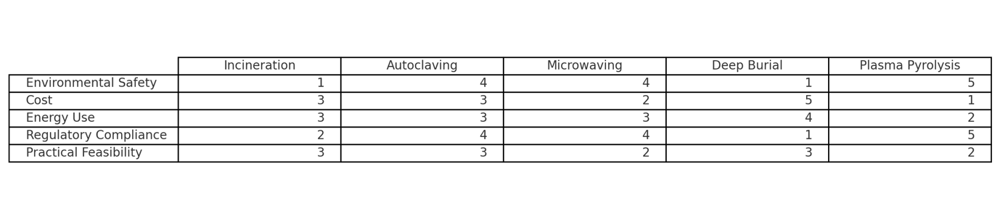 Incineration Autoclaving Microwaving Deep Burial Plasma Pyrolysis
Environmental Safety 1 4 4 1 5
Cost 3 3 2 5 1
Energy Use 3 3 3 4 2
Regulatory Compliance 2 4 4 1 5
Practical Feasibility 3 3 2 3 2